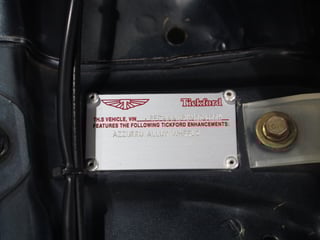 Tickford
THIS VEHICLE, VIN
FEATURES THE FOLLOWING TICKFORD ENHANCEMENTS:
ALLOY WHEELS